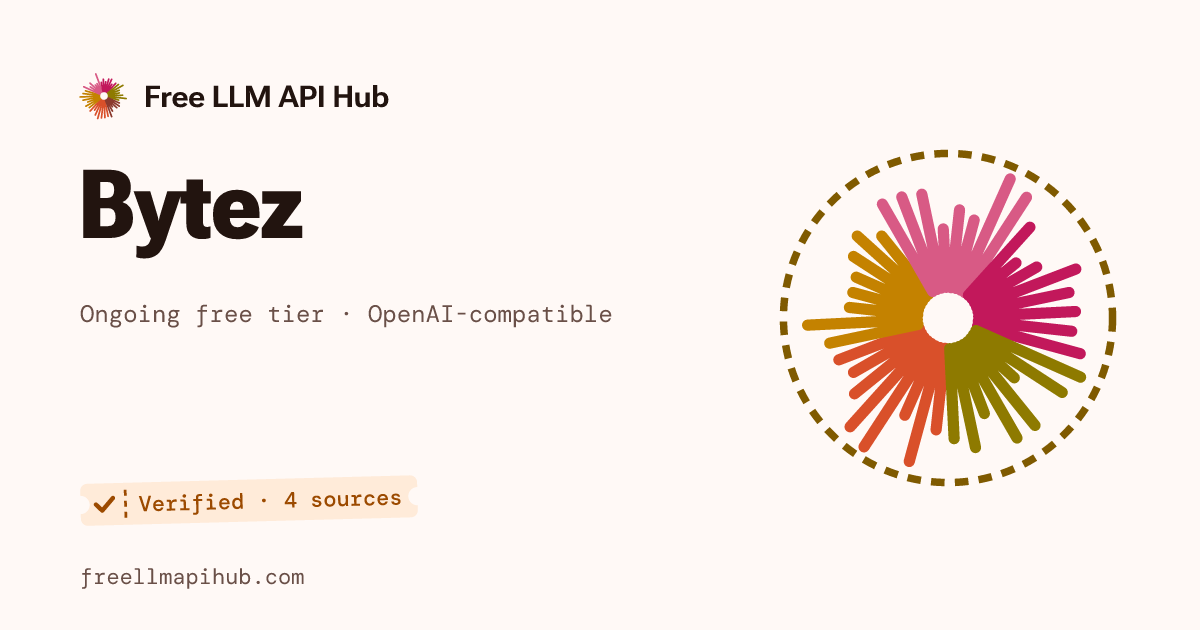 Free LLM API Hub
Bytez
Ongoing free tier · OpenAI-compatible
Verified · 4 sources
freellmapihub.com